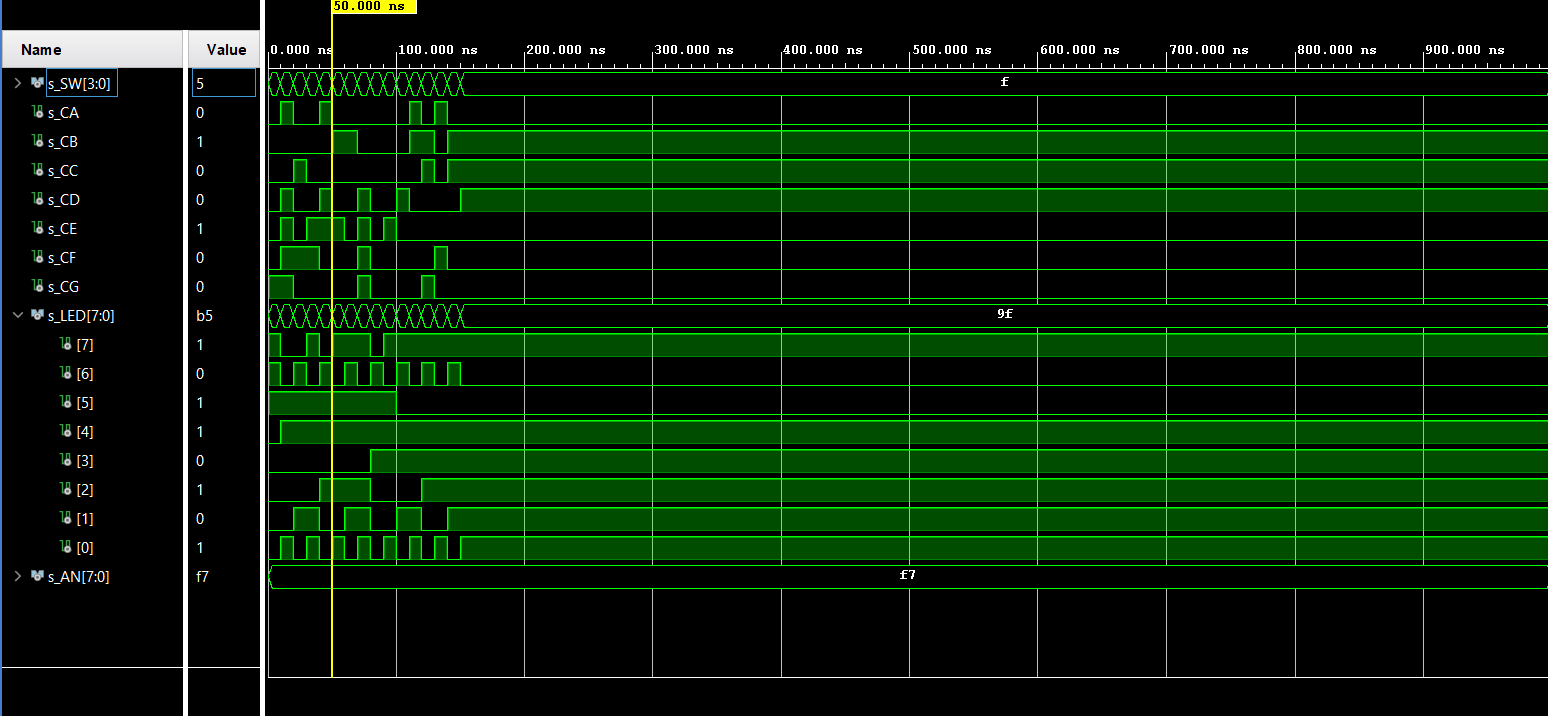 50.000 ns
Name Value
0.000 ns 100.000 ns 200.000 ns 300.000 ns 400.000 ns 500.000 ns 600.000 ns 700.000 ns 800.000 ns 900.000 ns
s_SW[3:0] 5 f
s_CA 0
s_CB 1
s_CC 0
s_CD 0
s_CE 1
s_CF 0
s_CG 0
s_LED[7:0] b5 9f
[7] 1
[6] 0
[5] 1
[4] 1
[3] 0
[2] 1
[1] 0
[0] 1
s_AN[7:0] f7 f7